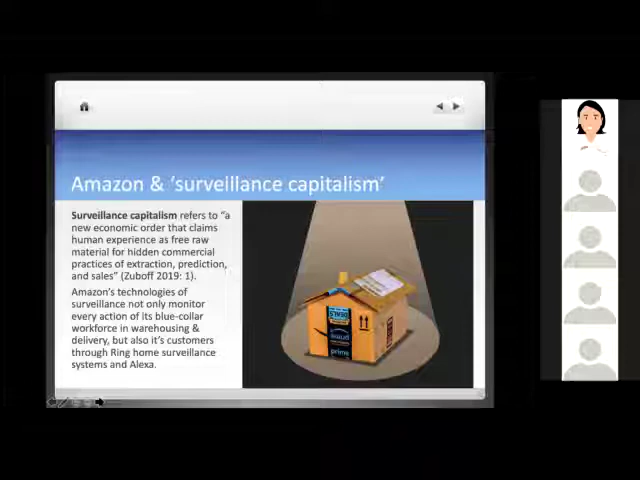 Amazon & 'surveillance capitalism'
Surveillance capitalism refers to "a
new economic order that claims
human experience as free raw
material for hidden commercial
practices of extraction, prediction,
and sales" (Zuboff 2019: 1).
Amazon's technologies of
surveillance not only monitor
every action of its blue-collar
workforce in warehousing &
delivery, but also it's customers
through Ring home surveillance
systems and Alexa.
prime